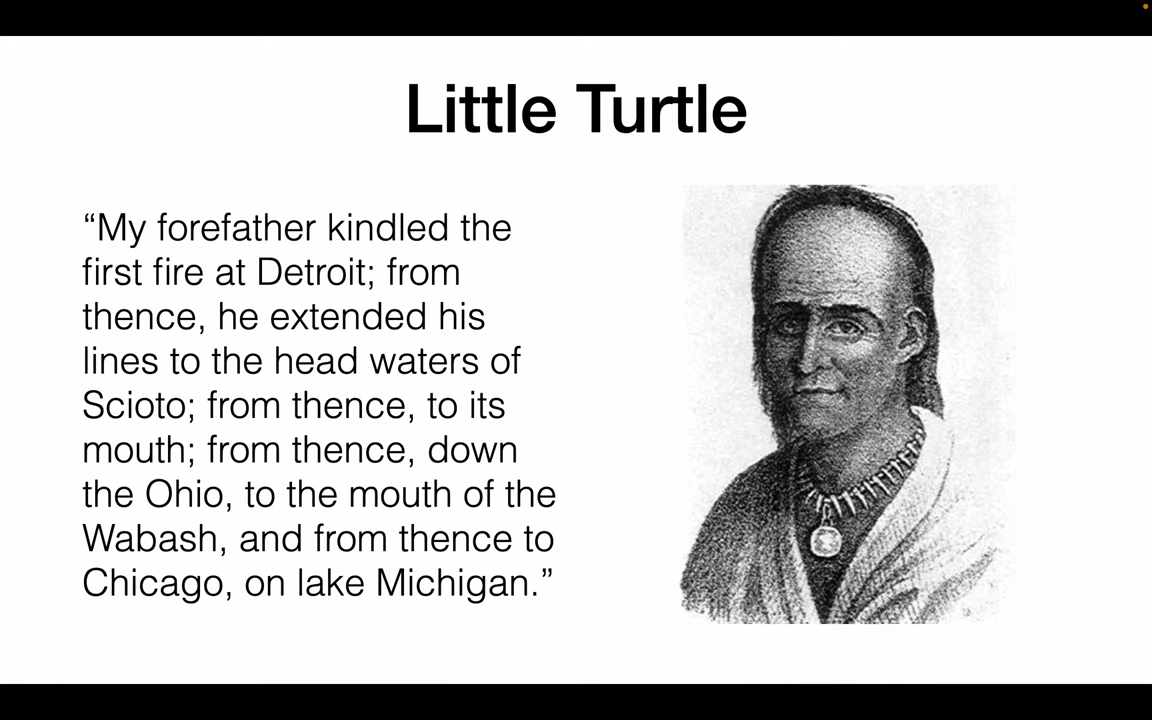 Little Turtle
“My forefather kindled the
first fire at Detroit; from
thence, he extended his
lines to the head waters of
Scioto; from thence, to its
mouth; from thence, down
the Ohio, to the mouth of the
Wabash, and from thence to
Chicago, on lake Michigan.”